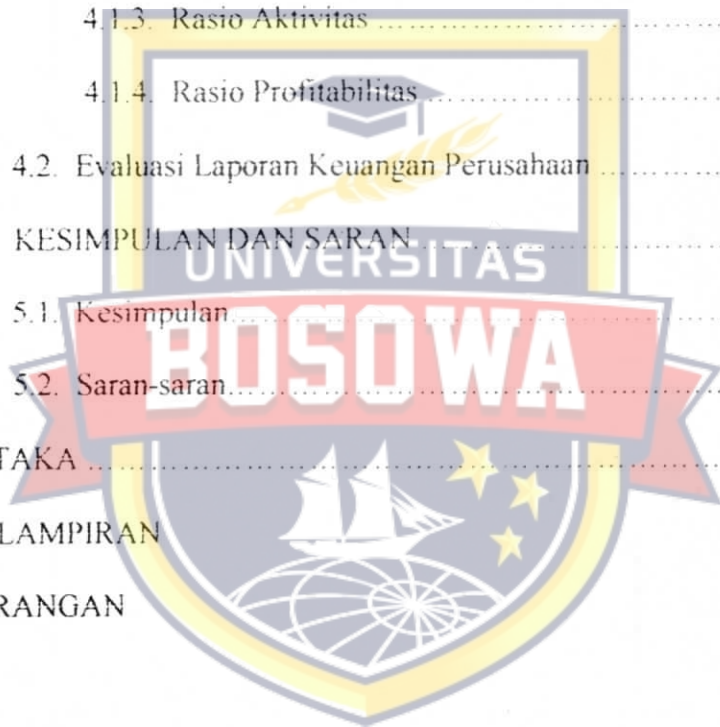 4.1.3. Rasio Aktivitas
4.1.4. Rasio Profitabilitas
4.2. Evaluasi Laporan Keuangan Perusahaan
KESIMPULAN DAN SARAN
UNIVERSITAS
5.1. Kesimpulan
BOSOWA
5.2. Saran-saran
TAKA
LAMPIRAN
RANGAN